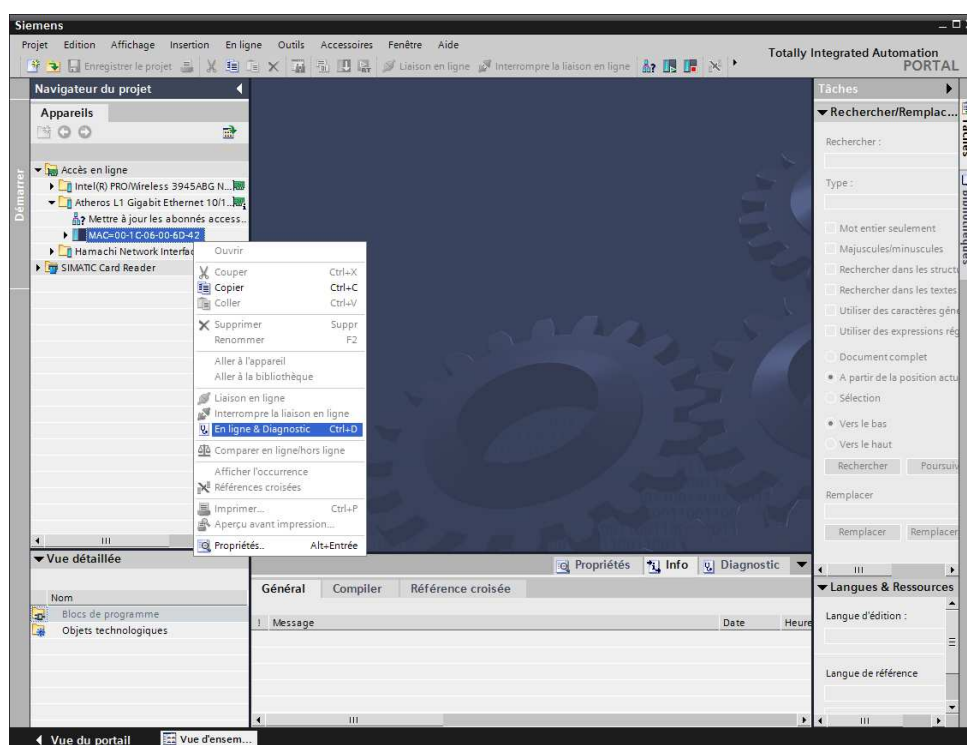 Siemens
Projet Edition Affichage Insertion En ligne Outils Accessoires Fenêtre Aide
Totally Integrated Automation
PORTAL
Enregistrer le projet Liaison en ligne Interrompre la liaison en ligne
Navigateur du projet
Appareils
Démarrer
Accès en ligne
Intel(R) PRO/Wireless 3945ABG N...
Atheros L1 Gigabit Ethernet 10/1...
Mettre à jour les abonnés access...
MAC=00-1C-06-00-6D-42
Hamachi Network Interfac
SIMATIC Card Reader
Ouvrir
Couper Ctrl+X
Copier Ctrl+C
Coller Ctrl+V
Supprimer Suppr
Renommer F2
Aller à l'appareil
Aller à la bibliothèque
Liaison en ligne
Interrompre la liaison en ligne
En ligne & Diagnostic Ctrl+D
Comparer en ligne/hors ligne
Afficher l'occurrence
Références croisées
Imprimer... Ctrl+P
Aperçu avant impression...
Propriétés.. Alt+Entrée
Vue détaillée
Nom
Blocs de programme
Objets technologiques
Propriétés Info Diagnostic
Général Compiler Référence croisée
! Message Date Heure
Tâches
Rechercher/Remplac...
Rechercher :
Type :
Mot entier seulement
Majuscules/minuscules
Rechercher dans les structu
Rechercher dans les textes
Utiliser des caractères géné
Utiliser des expressions rég
Document complet
A partir de la position actu
Sélection
Vers le bas
Vers le haut
Rechercher Poursuiv
Remplacer
Remplacer Remplacer
Langues & Ressources
Langue d'édition :
Langue de référence
Tâches
Bibliothèques
Vue du portail Vue d'ensem...